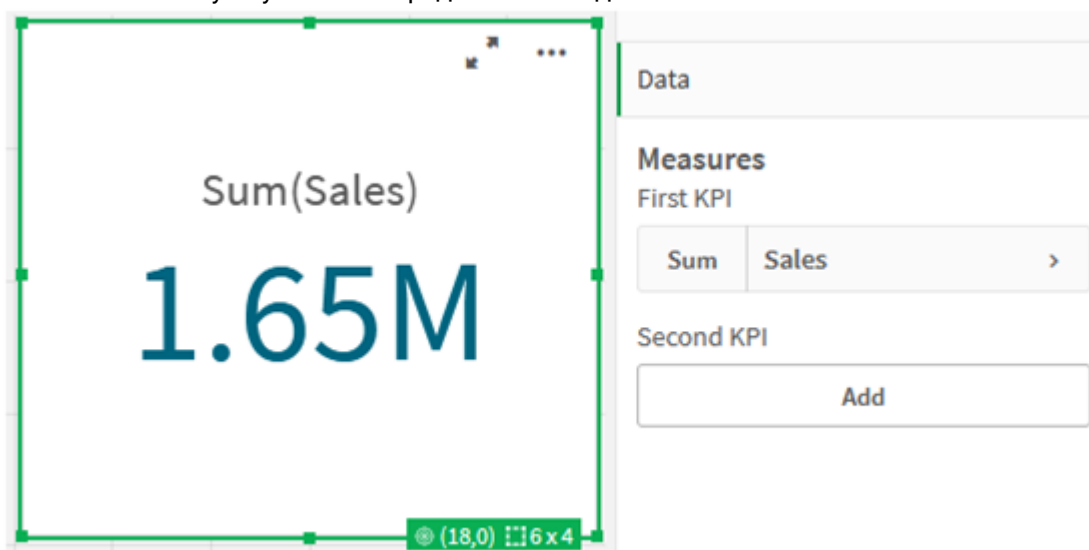 Sum(Sales)
1.65M
(18,0) 6 x 4
Data
Measures
First KPI
Sum Sales
Second KPI
Add